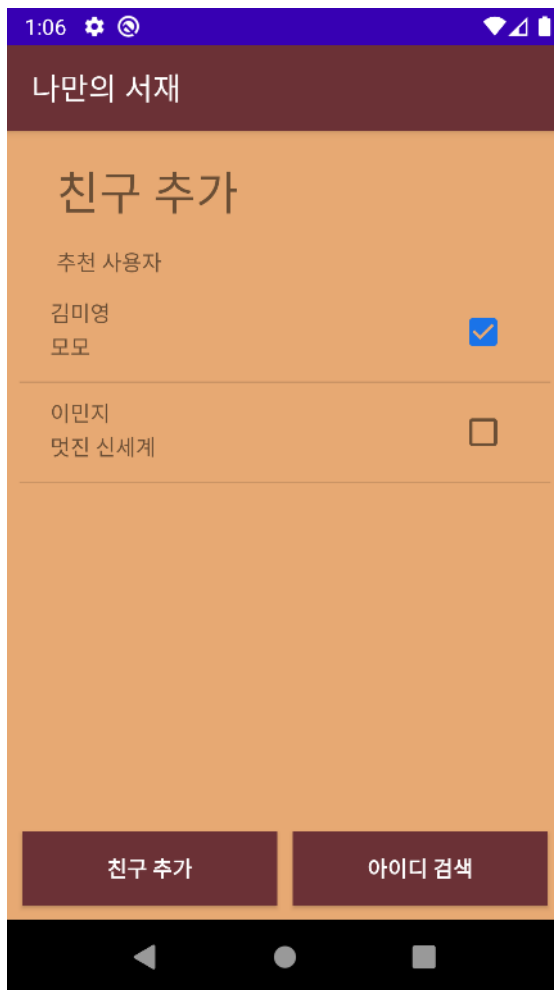 1:06
나만의 서재
친구 추가
추천 사용자
김미영
모모
이민지
멋진 신세계
친구 추가
아이디 검색